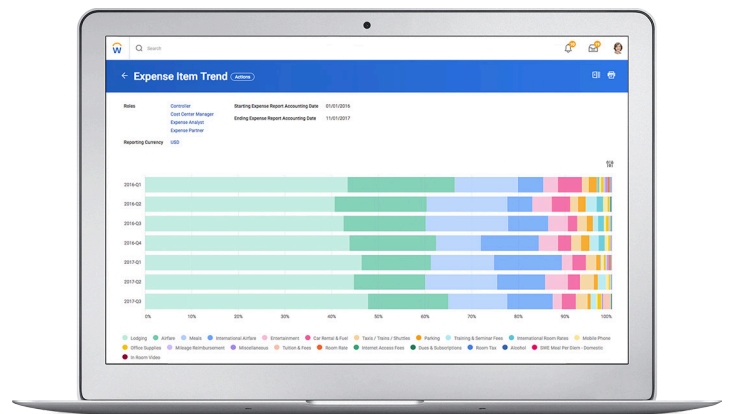 w
Search
Expense Item Trend Actions
Roles Controller Starting Expense Report Accounting Date 01/01/2016
Cost Center Manager Ending Expense Report Accounting Date 11/01/2017
Expense Analyst
Expense Partner
Reporting Currency USD
2016-Q1
2016-Q2
2016-Q3
2016-Q4
2017-Q1
2017-Q2
2017-Q3
0% 10% 20% 30% 40% 50% 60% 70% 80% 90% 100%
Lodging Airfare Meals International Airfare Entertainment Car Rental & Fuel Taxis / Trains / Shuttles Parking Training & Seminar Fees International Room Rates Mobile Phone
Office Supplies Mileage Reimbursement Miscellaneous Tuition & Fees Room Rate Internet Access Fees Dues & Subscriptions Room Tax Alcohol SWE Meal Per Diem - Domestic
In Room Video